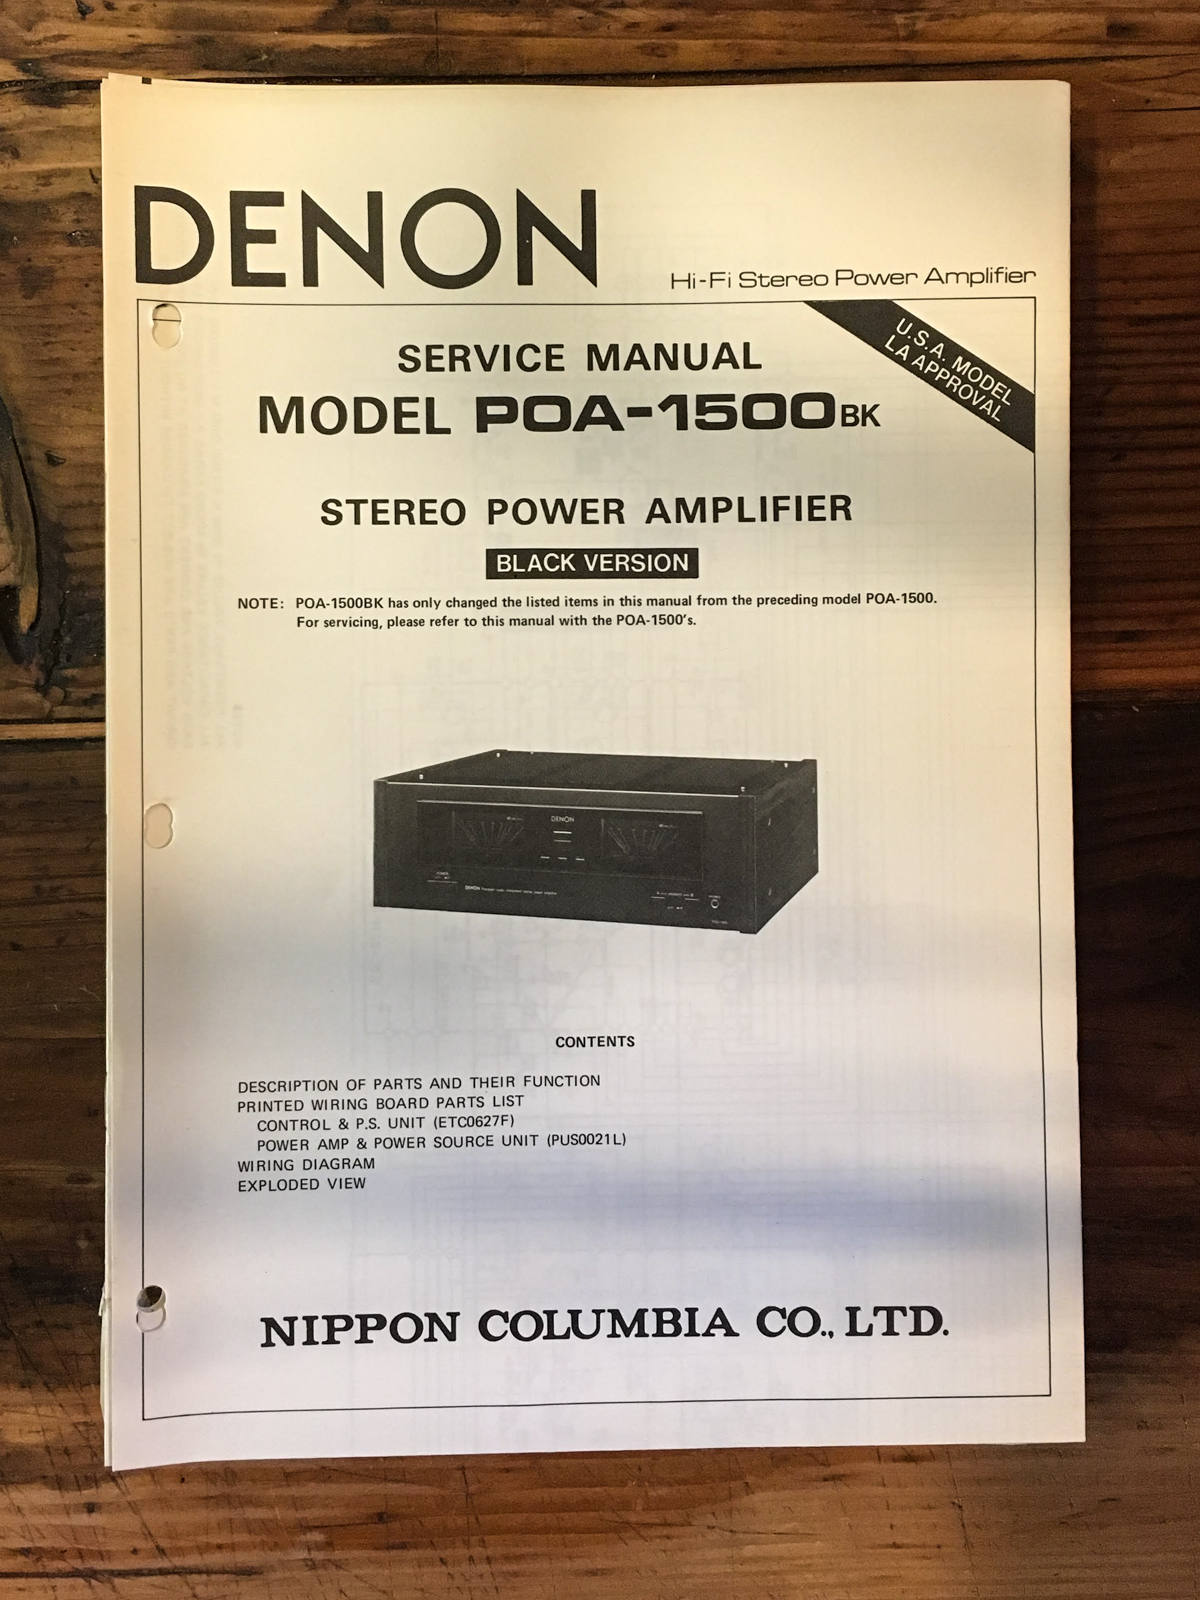 DENON
Hi-Fi Stereo Power Amplifier
U.S.A. MODEL
LA APPROVAL
SERVICE MANUAL
MODEL POA-1500BK
STEREO POWER AMPLIFIER
BLACK VERSION
NOTE: POA-1500BK has only changed the listed items in this manual from the preceding model POA-1500.
For servicing, please refer to this manual with the POA-1500's.
DENON
DENON
CONTENTS
DESCRIPTION OF PARTS AND THEIR FUNCTION
PRINTED WIRING BOARD PARTS LIST
CONTROL & P.S. UNIT (ETC0627F)
POWER AMP & POWER SOURCE UNIT (PUS0021L)
WIRING DIAGRAM
EXPLODED VIEW
NIPPON COLUMBIA CO., LTD.